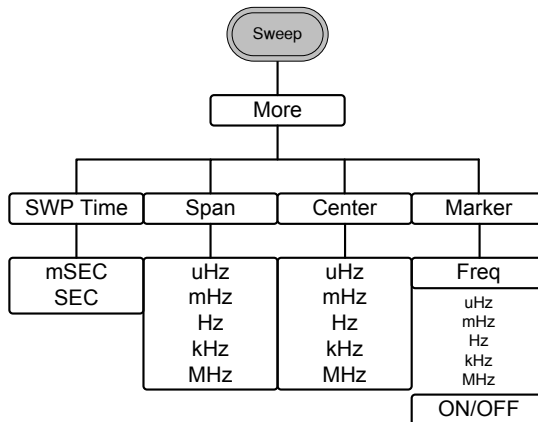 Sweep
More
SWP Time
Span
Center
Marker
mSEC
SEC
uHz
mHz
Hz
kHz
MHz
uHz
mHz
Hz
kHz
MHz
Freq
uHz
mHz
Hz
kHz
MHz
ON/OFF